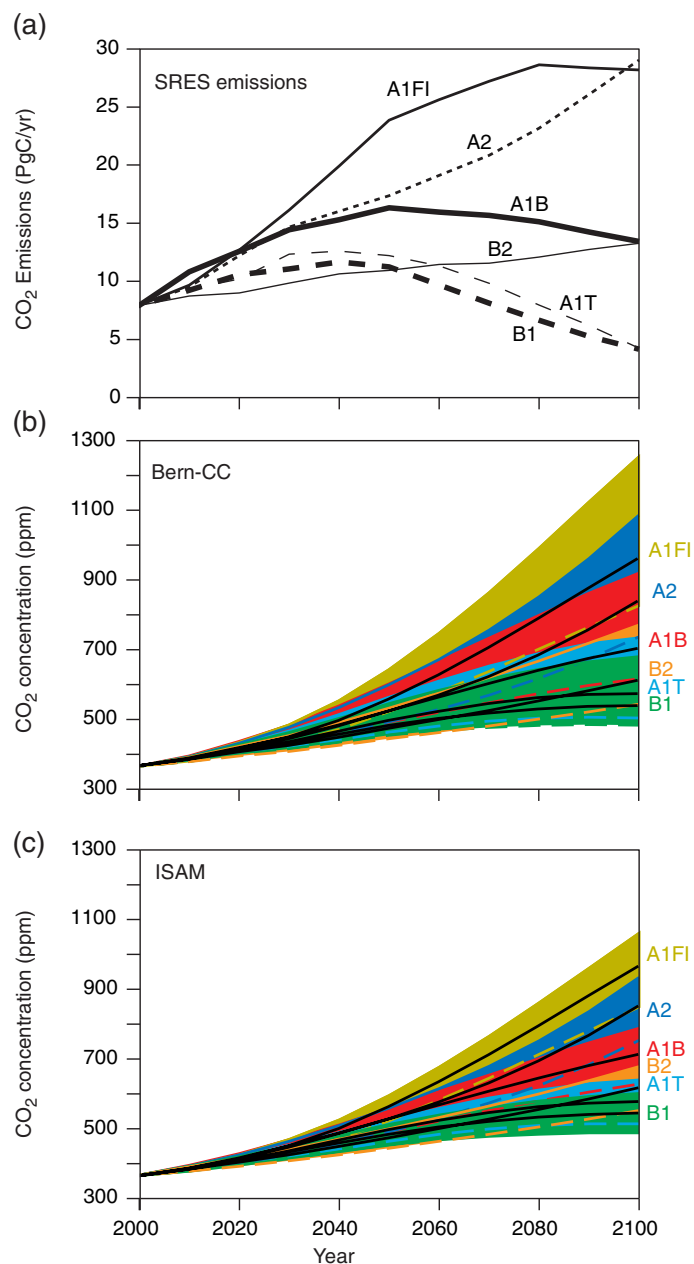 (a)
30
25
20
15
10
5
0
CO₂ Emissions (PgC/yr)
SRES emissions
A1FI
A2
A1B
B2
A1T
B1
(b)
1300
1100
900
700
500
300
CO₂ concentration (ppm)
Bern-CC
A1FI
A2
A1B
B2
A1T
B1
(c)
1300
1100
900
700
500
300
CO₂ concentration (ppm)
ISAM
A1FI
A2
A1B
B2
A1T
B1
2000 2020 2040 2060 2080 2100
Year